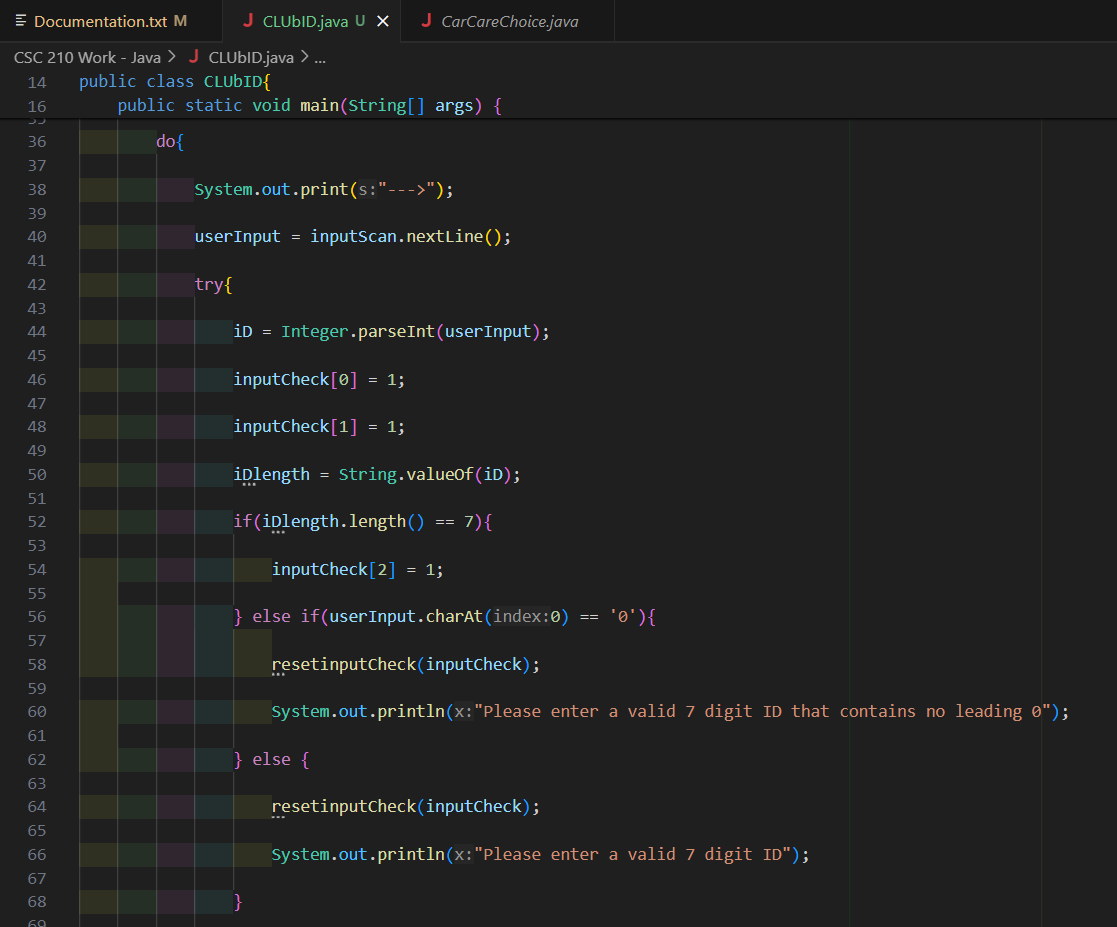 Documentation.txt M
CLUbID.java U
CarCareChoice.java
CSC 210 Work - Java > CLUbID.java > ...
14 public class CLUbID{
16 public static void main(String[] args) {
35
36 do{
37
38 System.out.print(s:"--->");
39
40 userInput = inputScan.nextLine();
41
42 try{
43
44 iD = Integer.parseInt(userInput);
45
46 inputCheck[0] = 1;
47
48 inputCheck[1] = 1;
49
50 iDlength = String.valueOf(iD);
51
52 if(iDlength.length() == 7){
53
54 inputCheck[2] = 1;
55
56 } else if(userInput.charAt(index:0) == '0'){
57
58 resetinputCheck(inputCheck);
59
60 System.out.println(x:"Please enter a valid 7 digit ID that contains no leading 0");
61
62 } else {
63
64 resetinputCheck(inputCheck);
65
66 System.out.println(x:"Please enter a valid 7 digit ID");
67
68 }
69